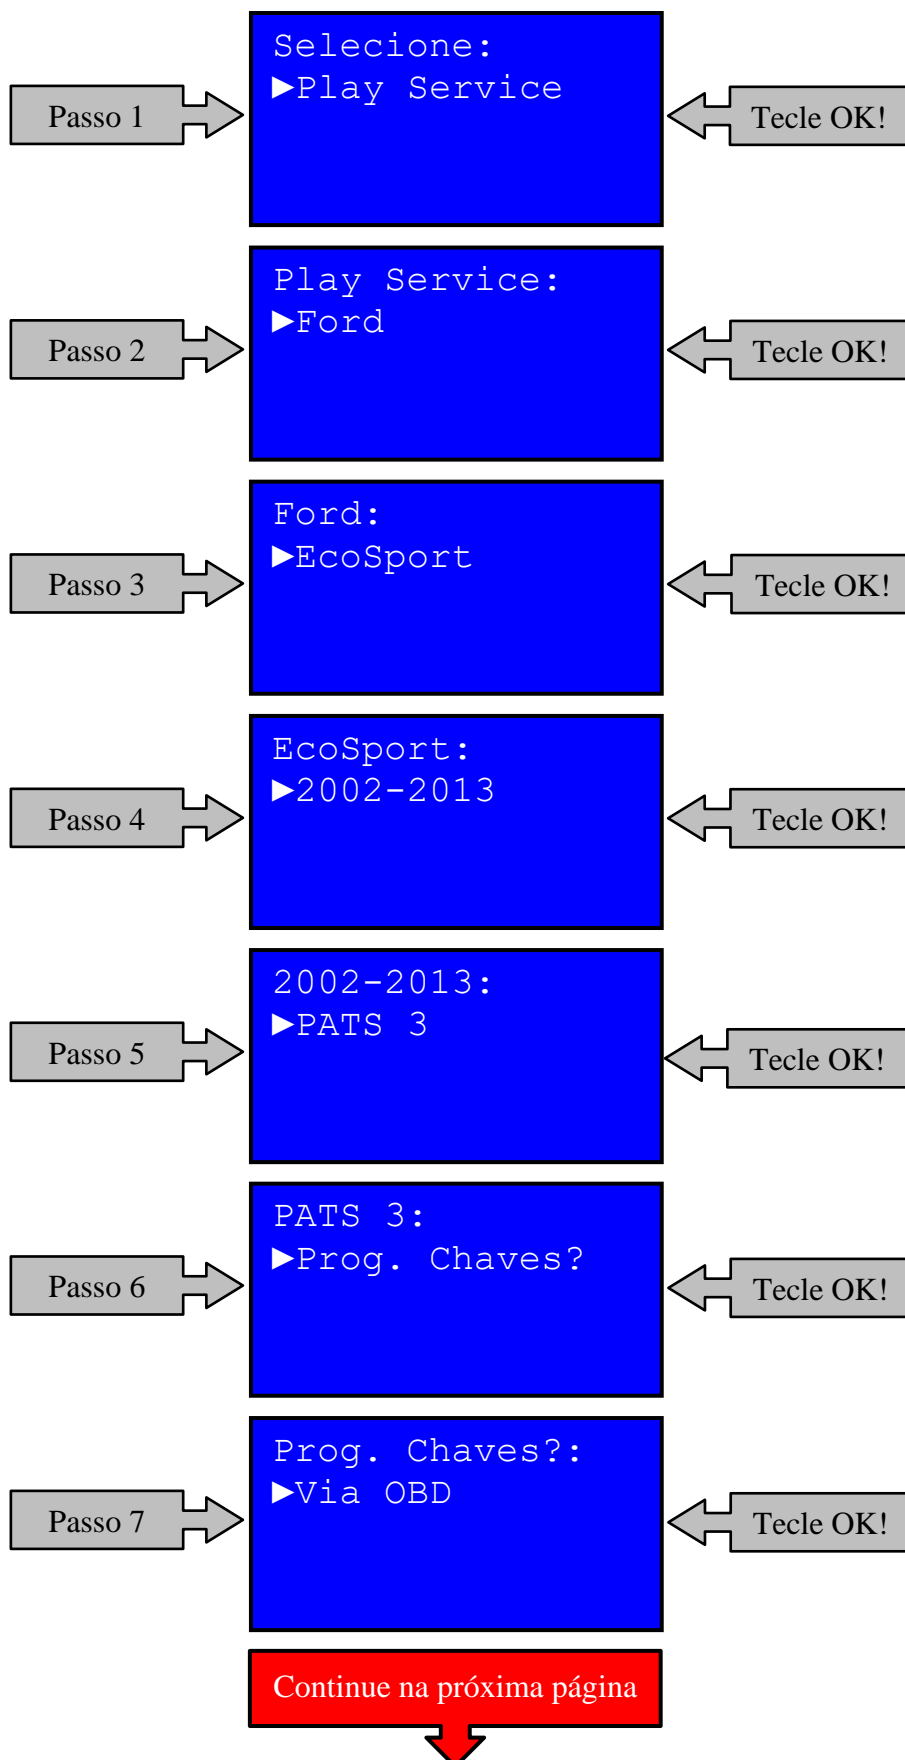 Selecione:
►Play Service
Passo 1
Tecle OK!
Play Service:
►Ford
Passo 2
Tecle OK!
Ford:
►EcoSport
Passo 3
Tecle OK!
EcoSport:
►2002-2013
Passo 4
Tecle OK!
2002-2013:
►PATS 3
Passo 5
Tecle OK!
PATS 3:
►Prog. Chaves?
Passo 6
Tecle OK!
Prog. Chaves?:
►Via OBD
Passo 7
Tecle OK!
Continue na próxima página